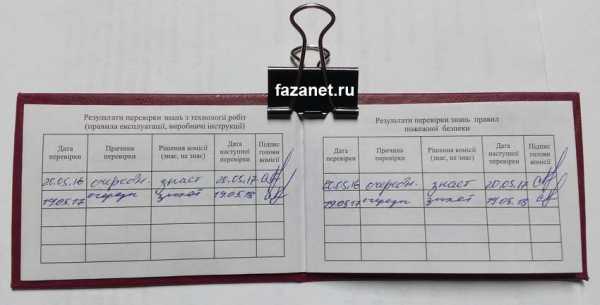 fazanet.ru
Результати перевірки знань з технології робіт
(правила експлуатації, виробничі інструкції)
Дата перевірки Причина перевірки Рішення комісії (знає, не знає) Дата наступної перевірки Підпис голови комісії
20.05.16 очередн. знает 20.05.17
19.05.17 очередн знает 19.05.18
Результати перевірки знань правил
пожежної безпеки
Дата перевірки Причина перевірки Рішення комісії (знає, не знає) Дата наступної перевірки Підпис голови комісії
20.05.16 очередн. знает 20.05.17
19.05.17 очередн знает 19.05.18